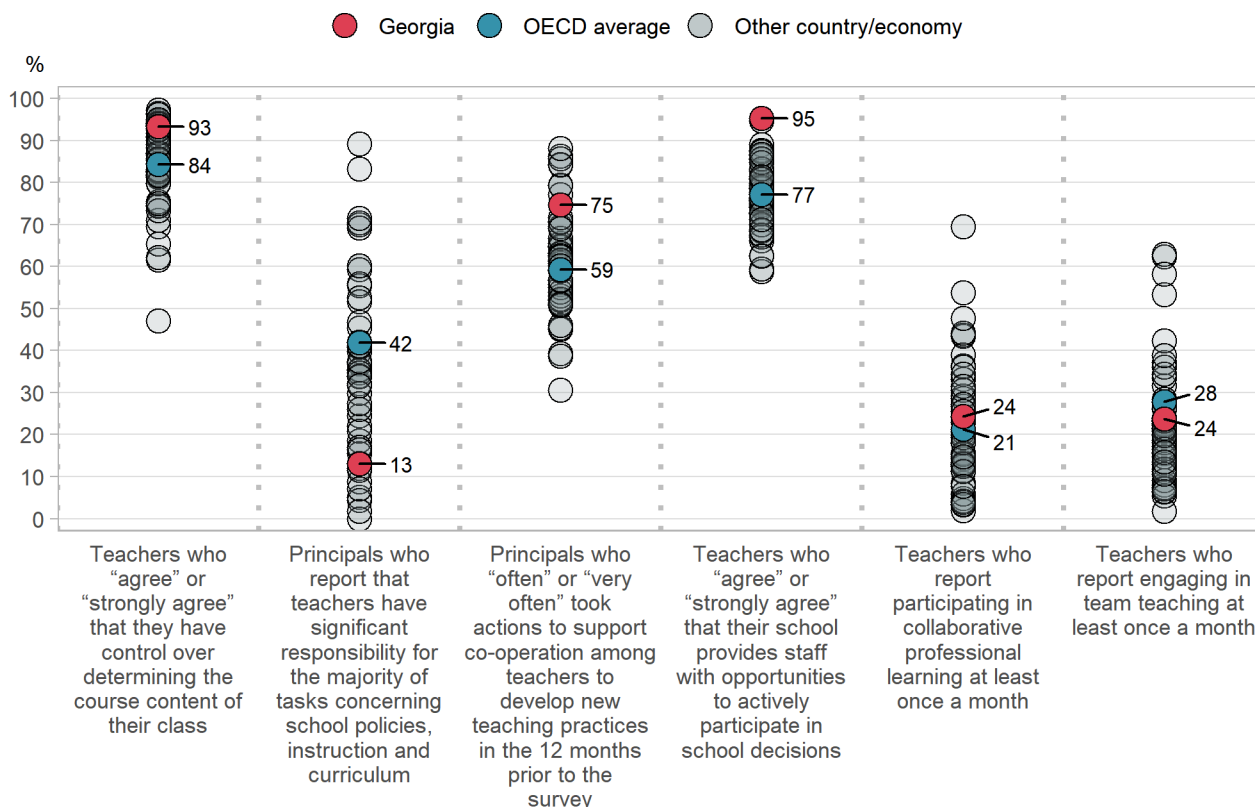 Georgia
OECD average
Other country/economy
%
100
90
80
70
60
50
40
30
20
10
0
93
84
42
13
75
59
95
77
24
21
28
24
Teachers who
“agree” or
“strongly agree”
that they have
control over
determining the
course content of
their class
Principals who
report that
teachers have
significant
responsibility for
the majority of
tasks concerning
school policies,
instruction and
curriculum
Principals who
“often” or “very
often” took
actions to support
co-operation among
teachers to
develop new
teaching practices
in the 12 months
prior to the
survey
Teachers who
“agree” or
“strongly agree”
that their school
provides staff
with opportunities
to actively
participate in
school decisions
Teachers who
report
participating in
collaborative
professional
learning at least
once a month
Teachers who
report engaging in
team teaching at
least once a month